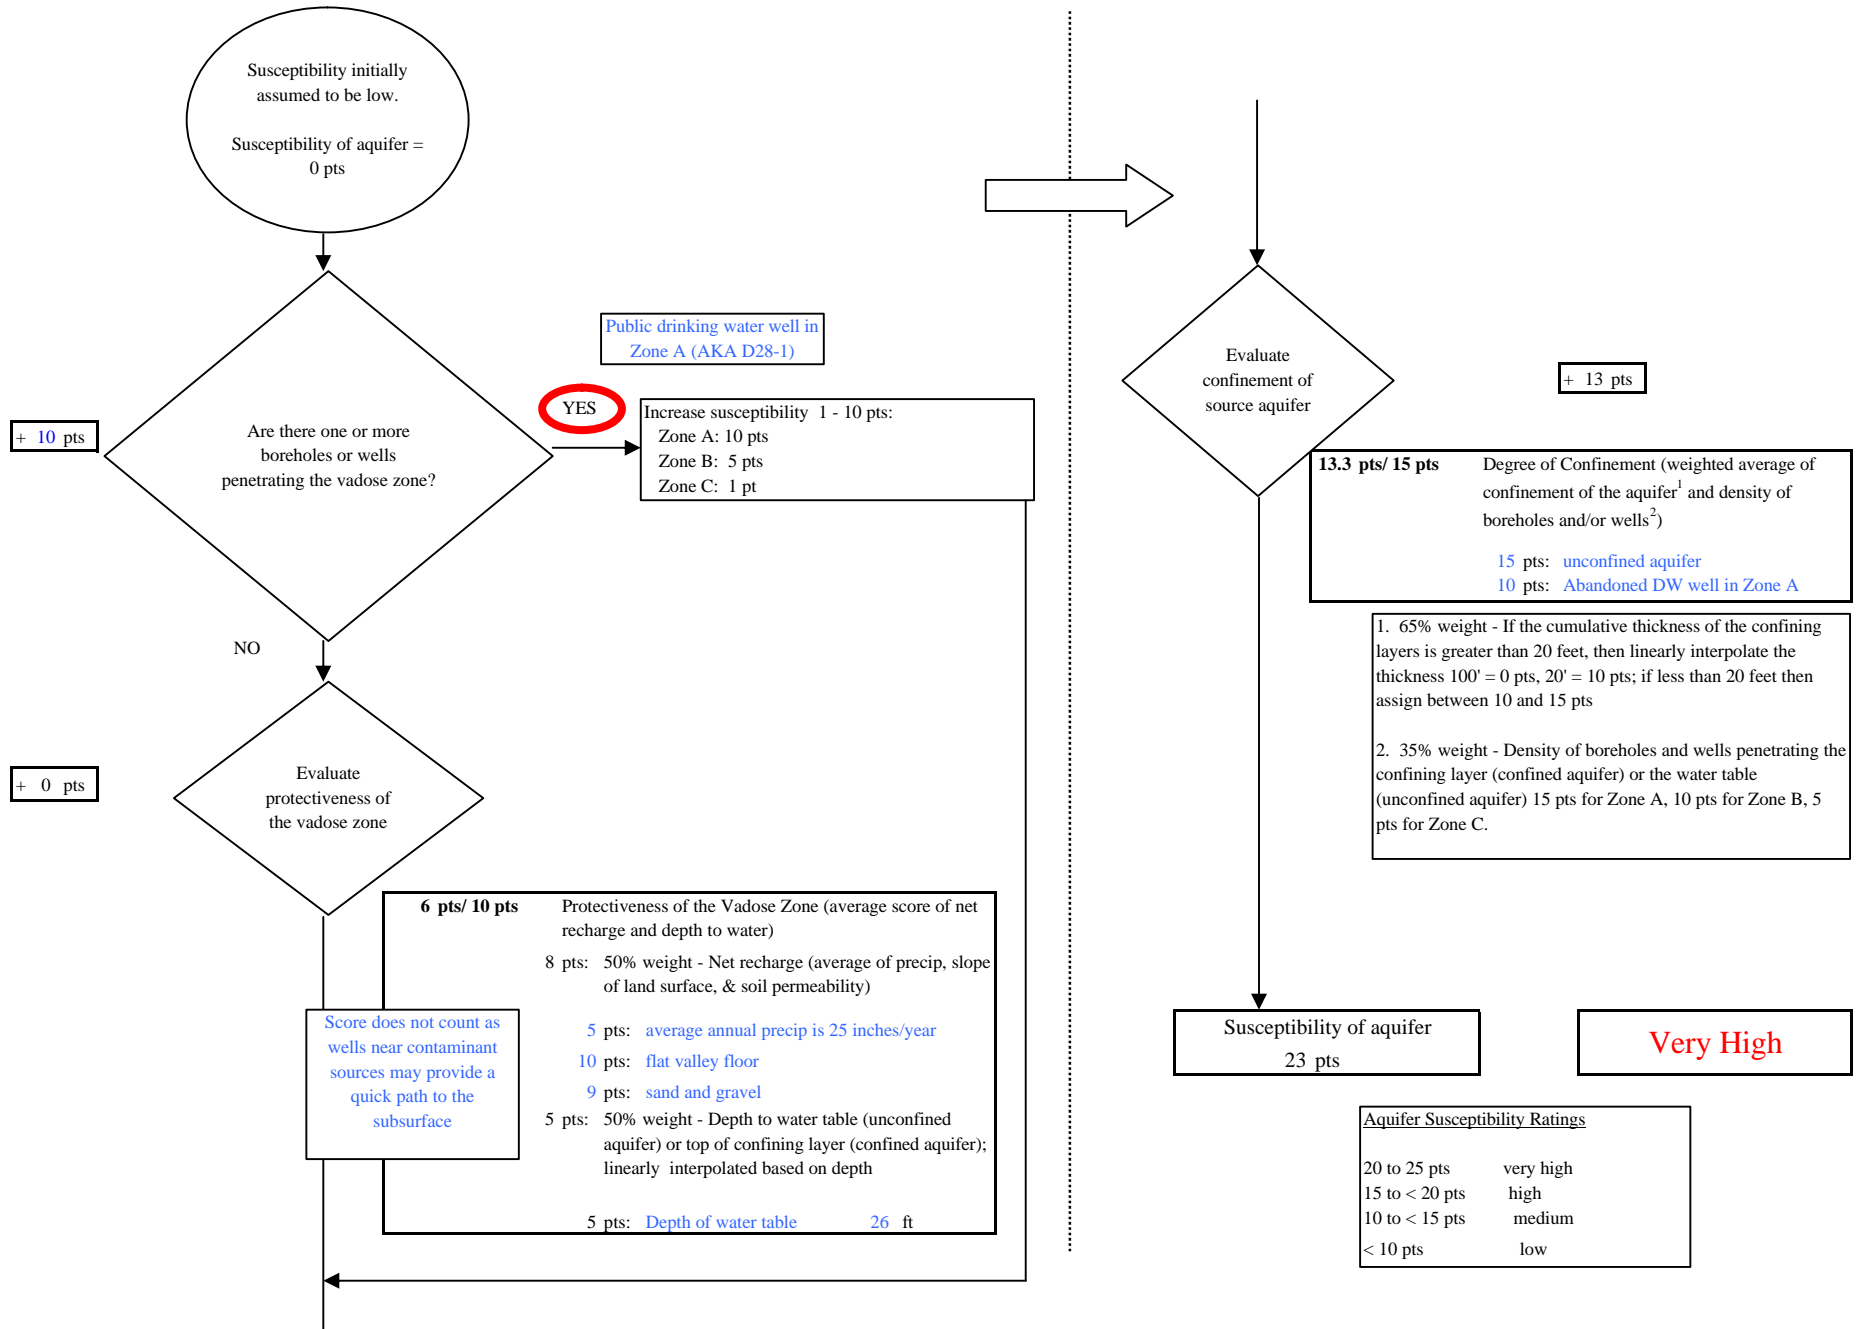 Susceptibility initially
assumed to be low.
Susceptibility of aquifer =
0 pts
Public drinking water well in
Zone A (AKA D28-1)
YES
+ 10 pts
Are there one or more
boreholes or wells
penetrating the vadose zone?
Increase susceptibility 1 - 10 pts:
Zone A: 10 pts
Zone B: 5 pts
Zone C: 1 pt
NO
+ 0 pts
Evaluate
protectiveness of
the vadose zone
6 pts/ 10 pts Protectiveness of the Vadose Zone (average score of net
recharge and depth to water)
8 pts: 50% weight - Net recharge (average of precip, slope
of land surface, & soil permeability)
5 pts: average annual precip is 25 inches/year
10 pts: flat valley floor
9 pts: sand and gravel
5 pts: 50% weight - Depth to water table (unconfined
aquifer) or top of confining layer (confined aquifer);
linearly interpolated based on depth
5 pts: Depth of water table 26 ft
Score does not count as
wells near contaminant
sources may provide a
quick path to the
subsurface
Evaluate
confinement of
source aquifer
+ 13 pts
13.3 pts/ 15 pts Degree of Confinement (weighted average of
confinement of the aquifer1 and density of
boreholes and/or wells2)
15 pts: unconfined aquifer
10 pts: Abandoned DW well in Zone A
1. 65% weight - If the cumulative thickness of the confining
layers is greater than 20 feet, then linearly interpolate the
thickness 100' = 0 pts, 20' = 10 pts; if less than 20 feet then
assign between 10 and 15 pts
2. 35% weight - Density of boreholes and wells penetrating the
confining layer (confined aquifer) or the water table
(unconfined aquifer) 15 pts for Zone A, 10 pts for Zone B, 5
pts for Zone C.
Susceptibility of aquifer
23 pts
Very High
Aquifer Susceptibility Ratings
20 to 25 pts very high
15 to < 20 pts high
10 to < 15 pts medium
< 10 pts low